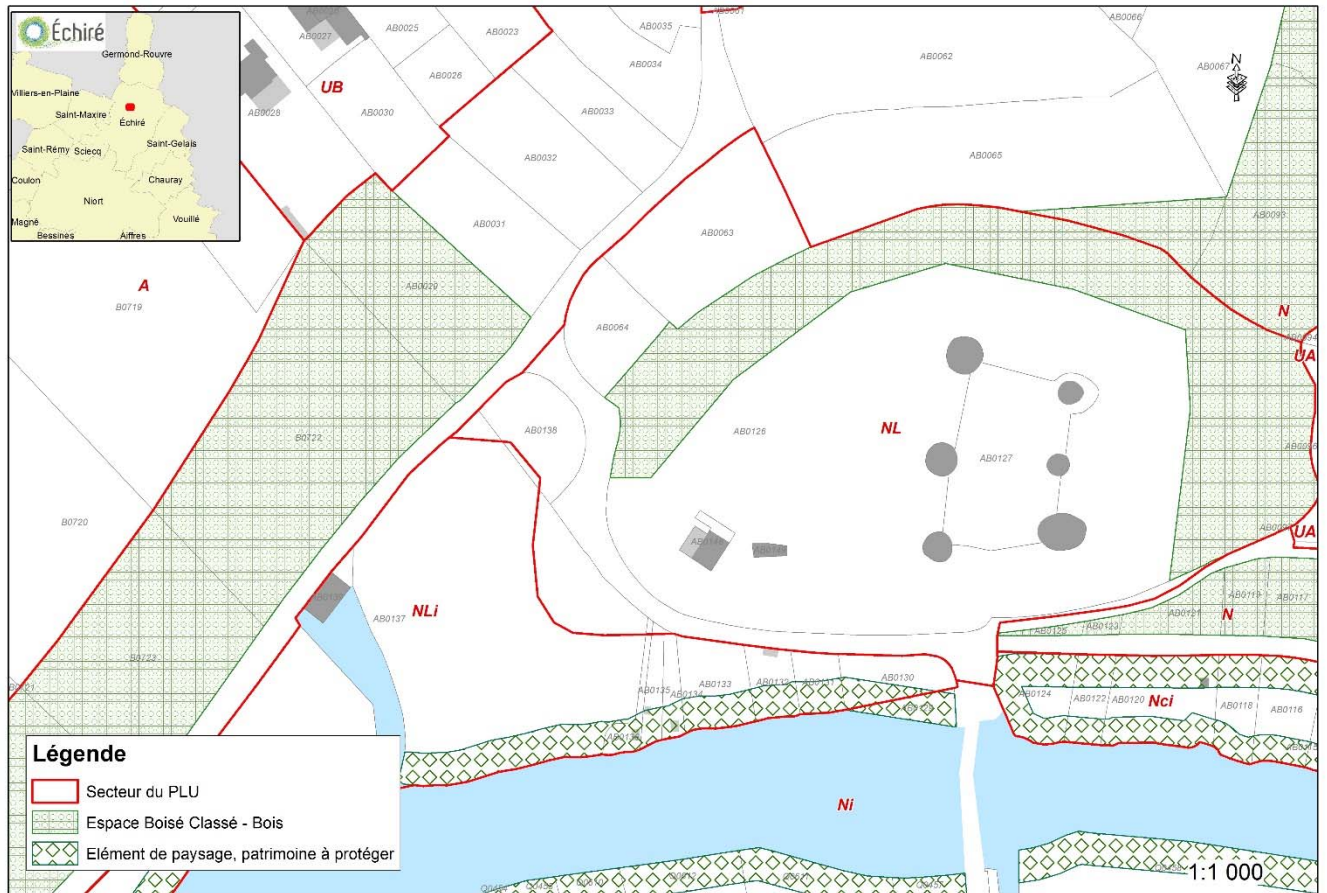 Échiré
Germond-Rouvre
Villiers-en-Plaine
Saint-Maxire
Échiré
Saint-Gelais
Saint-Rémy
Sciecq
Coulon
Chauray
Niort
Magné
Vouillé
Bessines
Aiffres
AB0027
AB0025
AB0023
AB0035
AB0066
AB0034
AB0062
AB0067
N
AB0026
UB
AB0028
AB0030
AB0033
AB0032
AB0065
AB0031
AB0063
AB0093
A
B0719
AB0029
AB0064
N
AB0094
UA
AB0138
AB0126
NL
AB0127
B0722
B0720
UA
NLi
AB0137
AB0121
AB0119
AB0117
N
AB0125
AB0123
B0723
AB0135
AB0134
AB0133
AB0132
AB0131
AB0130
AB0124
AB0122
AB0120
Nci
AB0118
AB0116
Ni
Légende
Secteur du PLU
Espace Boisé Classé - Bois
Elément de paysage, patrimoine à protéger
1:1 000